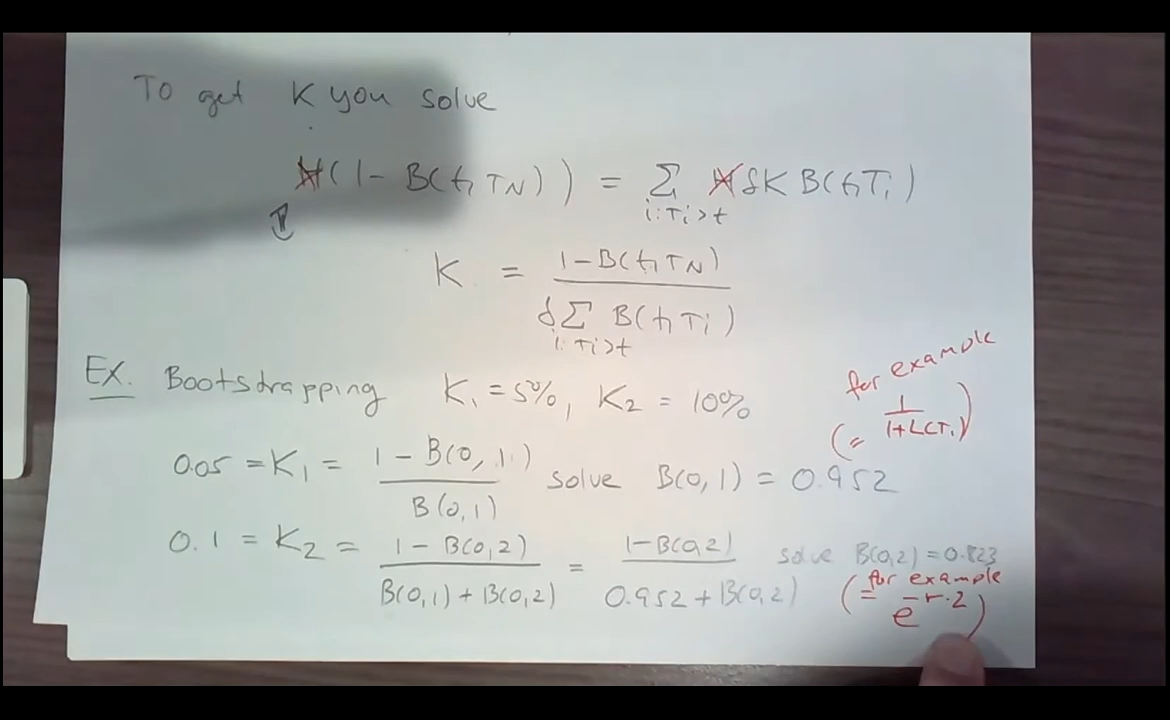 To get K you solve
N(1 - B(t, TN)) = Σ NδKB(t,Ti)
i:Ti>t
K = 1-B(t,TN)
δΣ B(t,Ti)
i:Ti>t
for example
Ex. Bootstrapping K1 = 5%, K2 = 10%
(= 1
1+L(T1))
0.05 = K1 = 1 - B(0,1) solve B(0,1) = 0.952
B(0,1)
0.1 = K2 = 1 - B(0,2) = 1-B(0,2) solve B(0,2) = 0.823
B(0,1) + B(0,2) 0.952 + B(0,2)
(= for example
e-r·2)